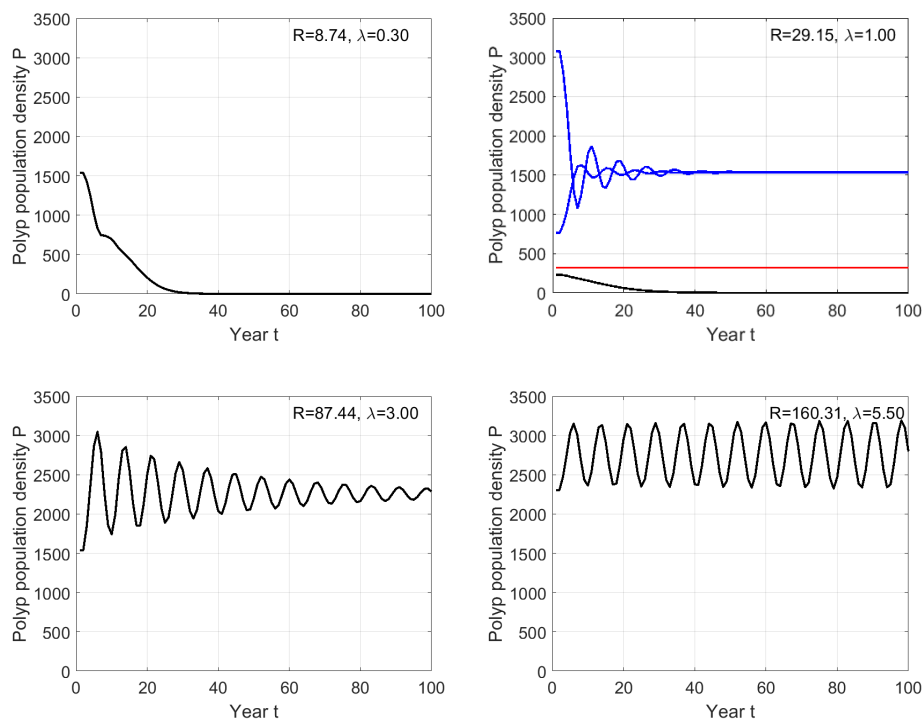 R=8.74, λ=0.30
Polyp population density P
3500
3000
2500
2000
1500
1000
500
0
0 20 40 60 80 100
Year t
R=29.15, λ=1.00
Polyp population density P
3500
3000
2500
2000
1500
1000
500
0
0 20 40 60 80 100
Year t
R=87.44, λ=3.00
Polyp population density P
3500
3000
2500
2000
1500
1000
500
0
0 20 40 60 80 100
Year t
R=160.31, λ=5.50
Polyp population density P
3500
3000
2500
2000
1500
1000
500
0
0 20 40 60 80 100
Year t